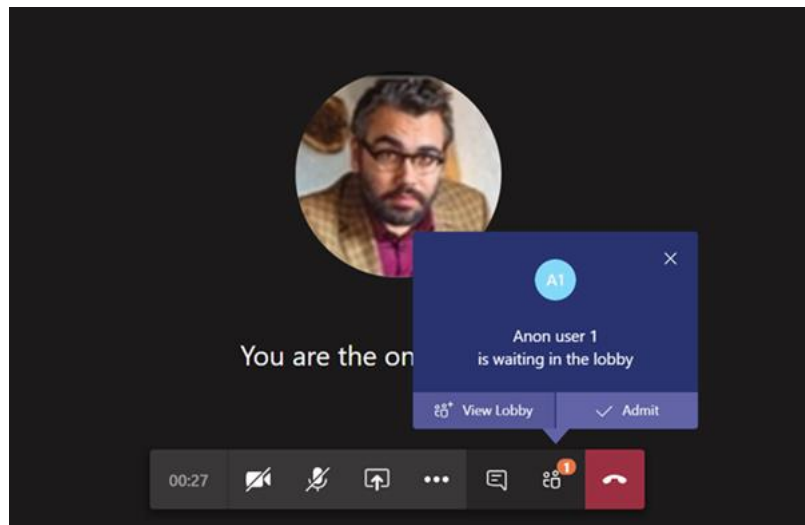 A1
Anon user 1
is waiting in the lobby
You are the on
View Lobby
Admit
00:27
1